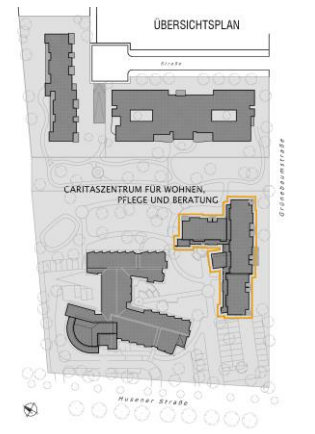 ÜBERSICHTSPLAN
Straße
Grünebaumstraße
CARITASZENTRUM FÜR WOHNEN,
PFLEGE UND BERATUNG
Husener Straße